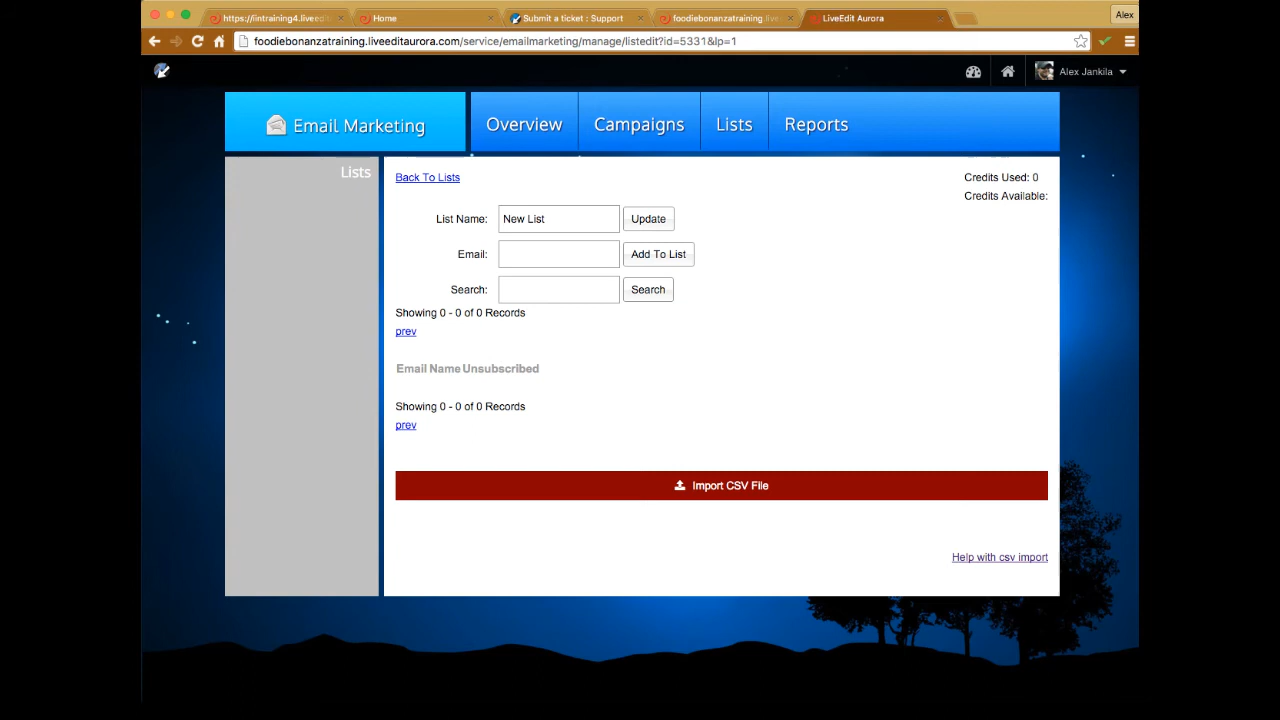 https://iintraining4.liveedit
Home
Submit a ticket : Support
foodiebonanzatraining.live
LiveEdit Aurora
Alex
foodiebonanzatraining.liveeditaurora.com/service/emailmarketing/manage/listedit?id=5331&lp=1
Alex Jankila
Email Marketing
Overview
Campaigns
Lists
Reports
Lists
Back To Lists
Credits Used: 0
Credits Available:
List Name: New List Update
Email: Add To List
Search: Search
Showing 0 - 0 of 0 Records
prev
Email Name Unsubscribed
Showing 0 - 0 of 0 Records
prev
Import CSV File
Help with csv import